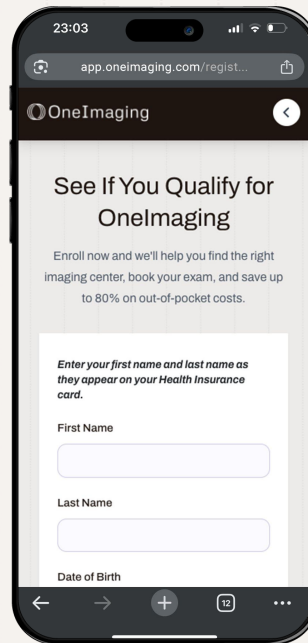 23:03
app.oneimaging.com/regist...
OneImaging
See If You Qualify for
OneImaging
Enroll now and we'll help you find the right
imaging center, book your exam, and save up
to 80% on out-of-pocket costs.
Enter your first name and last name as
they appear on your Health Insurance
card.
First Name
Last Name
Date of Birth
12